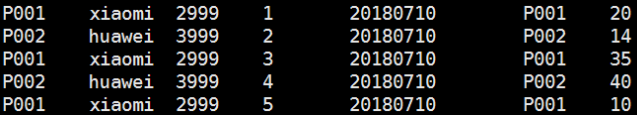 P001 xiaomi 2999 1 20180710 P001 20
P002 huawei 3999 2 20180710 P002 14
P001 xiaomi 2999 3 20180710 P001 35
P002 huawei 3999 4 20180710 P002 40
P001 xiaomi 2999 5 20180710 P001 10